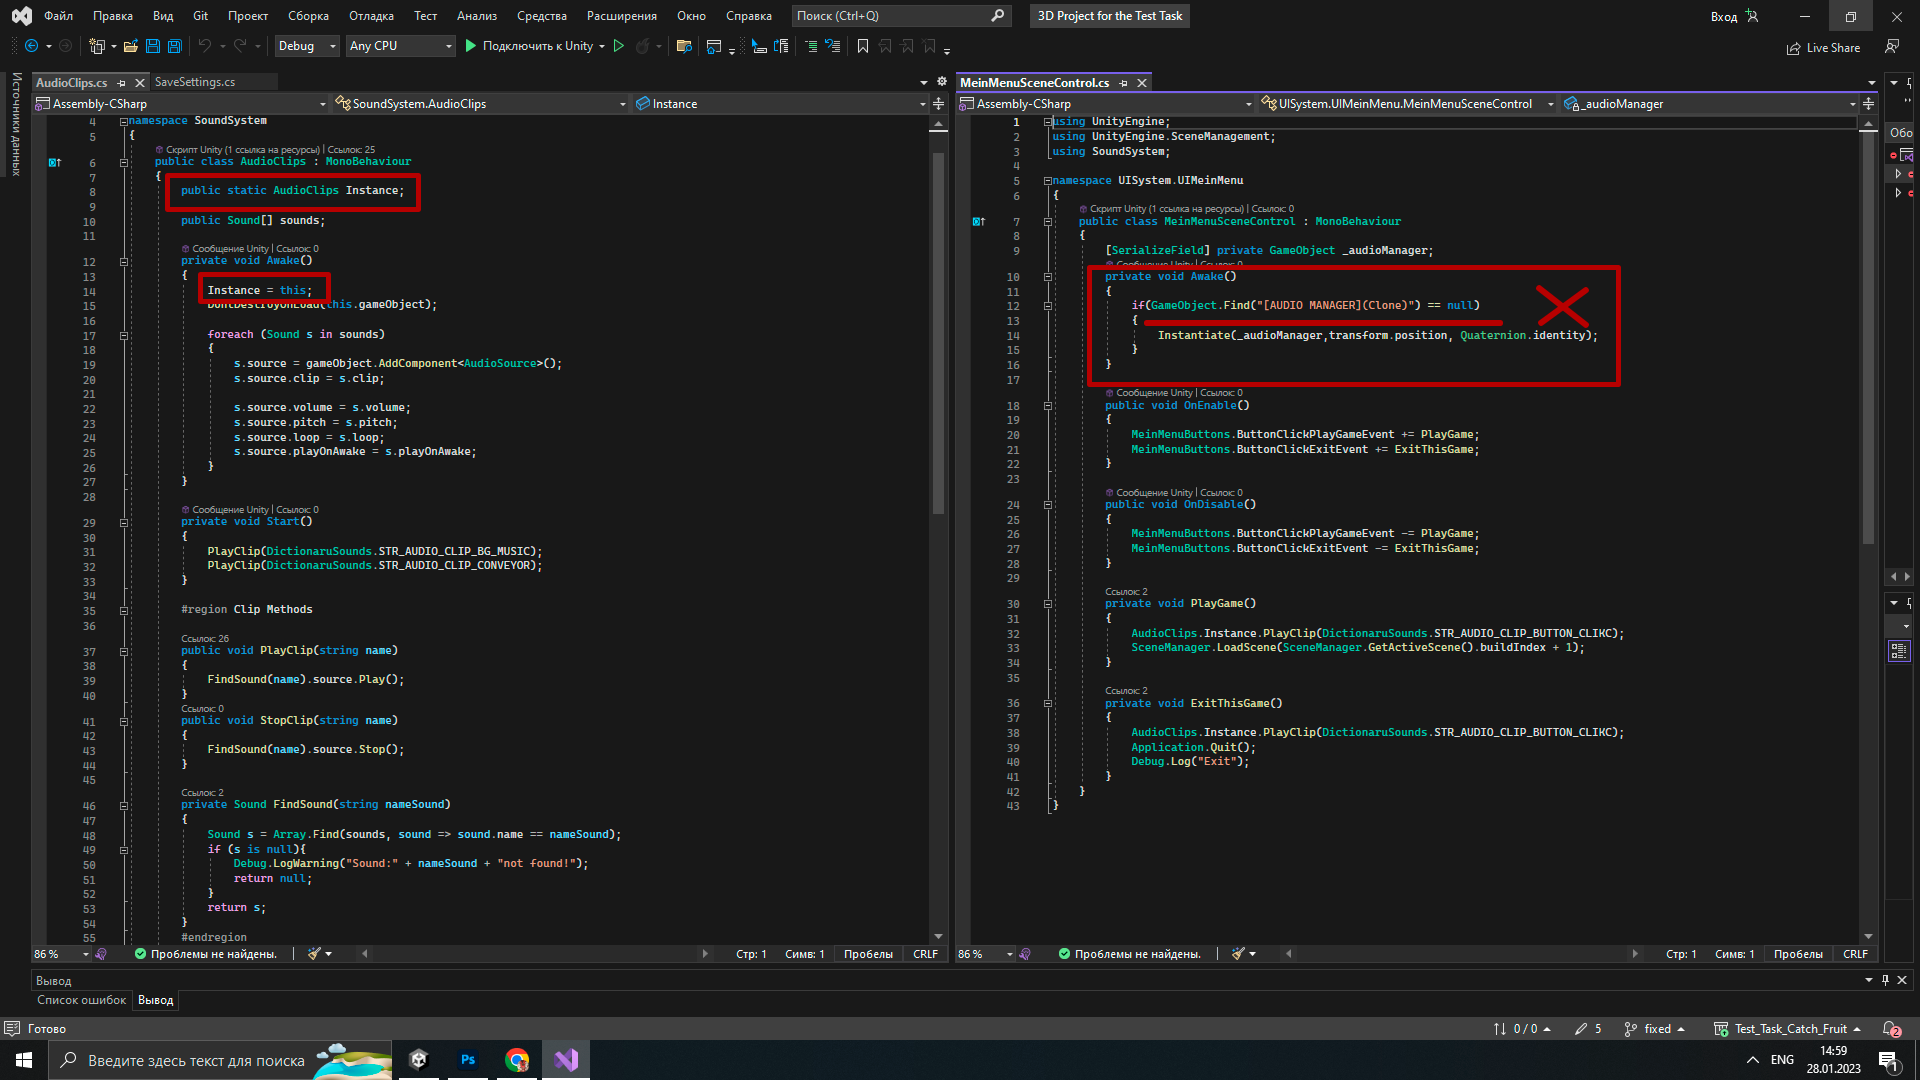 Файл Правка Вид Git Проект Сборка Отладка Тест Анализ Средства Расширения Окно Справка Поиск (Ctrl+Q) 3D Project for the Test Task Вход
Debug Any CPU Подключить к Unity Live Share
Источники данных
AudioClips.cs SaveSettings.cs
Assembly-CSharp SoundSystem.AudioClips Instance
4 namespace SoundSystem
5 {
Скрипт Unity (1 ссылка на ресурсы) | Ссылок: 25
6 public class AudioClips : MonoBehaviour
7 {
8 public static AudioClips Instance;
9
10 public Sound[] sounds;
11
Сообщение Unity | Ссылок: 0
12 private void Awake()
13 {
14 Instance = this;
15 DontDestroyOnLoad(this.gameObject);
16
17 foreach (Sound s in sounds)
18 {
19 s.source = gameObject.AddComponent<AudioSource>();
20 s.source.clip = s.clip;
21
22 s.source.volume = s.volume;
23 s.source.pitch = s.pitch;
24 s.source.loop = s.loop;
25 s.source.playOnAwake = s.playOnAwake;
26 }
27 }
28
Сообщение Unity | Ссылок: 0
29 private void Start()
30 {
31 PlayClip(DictionaruSounds.STR_AUDIO_CLIP_BG_MUSIC);
32 PlayClip(DictionaruSounds.STR_AUDIO_CLIP_CONVEYOR);
33 }
34
35 #region Clip Methods
36
Ссылок: 26
37 public void PlayClip(string name)
38 {
39 FindSound(name).source.Play();
40 }
Ссылок: 0
41 public void StopClip(string name)
42 {
43 FindSound(name).source.Stop();
44 }
45
Ссылок: 2
46 private Sound FindSound(string nameSound)
47 {
48 Sound s = Array.Find(sounds, sound => sound.name == nameSound);
49 if (s is null){
50 Debug.LogWarning("Sound:" + nameSound + "not found!");
51 return null;
52 }
53 return s;
54 }
55 #endregion
86 % Проблемы не найдены. Стр: 1 Симв: 1 Пробелы CRLF
MeinMenuSceneControl.cs
Assembly-CSharp UISystem.UIMeinMenu.MeinMenuSceneControl _audioManager
1 using UnityEngine;
2 using UnityEngine.SceneManagement;
3 using SoundSystem;
4
5 namespace UISystem.UIMeinMenu
6 {
Скрипт Unity (1 ссылка на ресурсы) | Ссылок: 0
7 public class MeinMenuSceneControl : MonoBehaviour
8 {
9 [SerializeField] private GameObject _audioManager;
Сообщение Unity | Ссылок: 0
10 private void Awake()
11 {
12 if(GameObject.Find("[AUDIO MANAGER](Clone)") == null)
13 {
14 Instantiate(_audioManager,transform.position, Quaternion.identity);
15 }
16 }
17
Сообщение Unity | Ссылок: 0
18 public void OnEnable()
19 {
20 MeinMenuButtons.ButtonClickPlayGameEvent += PlayGame;
21 MeinMenuButtons.ButtonClickExitEvent += ExitThisGame;
22 }
23
Сообщение Unity | Ссылок: 0
24 public void OnDisable()
25 {
26 MeinMenuButtons.ButtonClickPlayGameEvent -= PlayGame;
27 MeinMenuButtons.ButtonClickExitEvent -= ExitThisGame;
28 }
29
Ссылок: 2
30 private void PlayGame()
31 {
32 AudioClips.Instance.PlayClip(DictionaruSounds.STR_AUDIO_CLIP_BUTTON_CLIKC);
33 SceneManager.LoadScene(SceneManager.GetActiveScene().buildIndex + 1);
34 }
35
Ссылок: 2
36 private void ExitThisGame()
37 {
38 AudioClips.Instance.PlayClip(DictionaruSounds.STR_AUDIO_CLIP_BUTTON_CLIKC);
39 Application.Quit();
40 Debug.Log("Exit");
41 }
42 }
43 }
86 % Проблемы не найдены. Стр: 1 Симв: 1 Пробелы CRLF
Обо
Вывод
Список ошибок Вывод
Готово 0 / 0 5 fixed Test_Task_Catch_Fruit 2
Введите здесь текст для поиска Ps ENG 14:59
28.01.2023 1